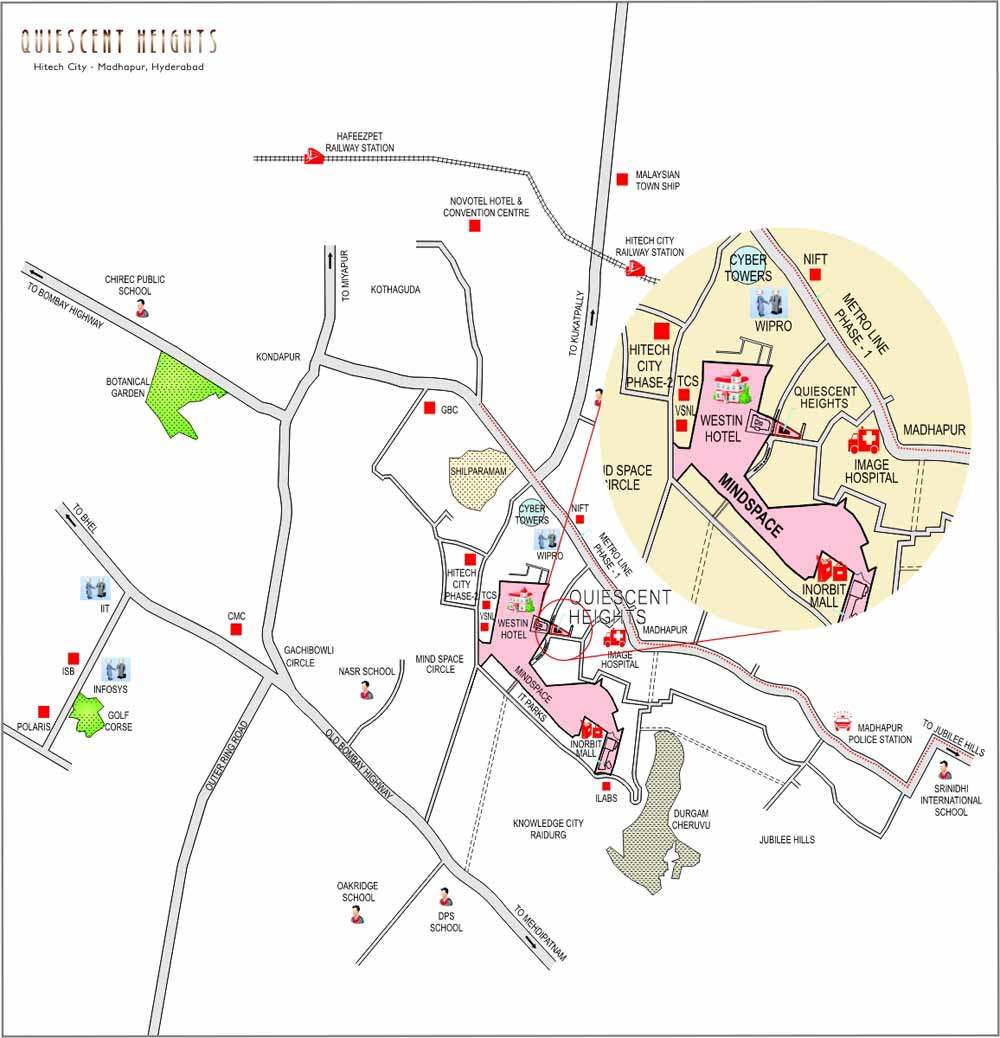 QUIESCENT HEIGHTS
Hitech City - Madhapur, Hyderabad
HAFEEZPET
RAILWAY STATION
MALAYSIAN
TOWN SHIP
NOVOTEL HOTEL &
CONVENTION CENTRE
HITECH CITY
RAILWAY STATION
CHIREC PUBLIC
SCHOOL
TO BOMBAY HIGHWAY
TO MIYAPUR
KOTHAGUDA
TO KUKATPALLY
KONDAPUR
BOTANICAL
GARDEN
GBC
SHILPARAMAM
CYBER
TOWERS
NIFT
METRO LINE
PHASE - 1
WIPRO
HITECH
CITY
PHASE-2
TCS
VSNL
WESTIN
HOTEL
QUIESCENT
HEIGHTS
MADHAPUR
IMAGE
HOSPITAL
IND SPACE
CIRCLE
MINDSPACE
INORBIT
MALL
CYBER
TOWERS
NIFT
METRO LINE
PHASE - 1
WIPRO
HITECH
CITY
PHASE-2
TCS
VSNL
WESTIN
HOTEL
QUIESCENT
HEIGHTS
MADHAPUR
IMAGE
HOSPITAL
TO BHEL
IIT
CMC
GACHIBOWLI
CIRCLE
MIND SPACE
CIRCLE
NASR SCHOOL
ISB
INFOSYS
POLARIS
GOLF
CORSE
MINDSPACE
IT PARKS
INORBIT
MALL
OUTER RING ROAD
OLD BOMBAY HIGHWAY
ILABS
MADHAPUR
POLICE STATION
TO JUBILEE HILLS
SRINIDHI
INTERNATIONAL
SCHOOL
KNOWLEDGE CITY
RAIDURG
DURGAM
CHERUVU
JUBILEE HILLS
OAKRIDGE
SCHOOL
DPS
SCHOOL
TO MEHDIPATNAM